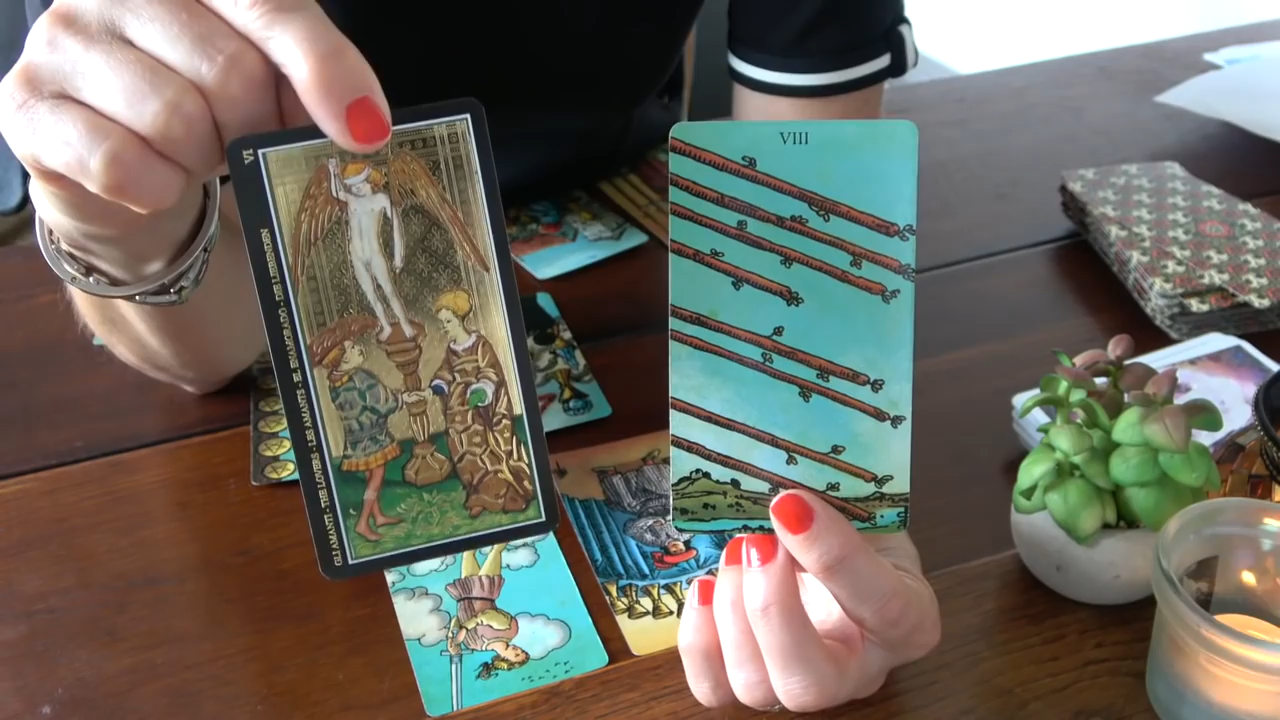 VI
GLI AMANTI - THE LOVERS - LES AMANTS - EL ENAMORADO - DIE LIEBENDEN
VIII